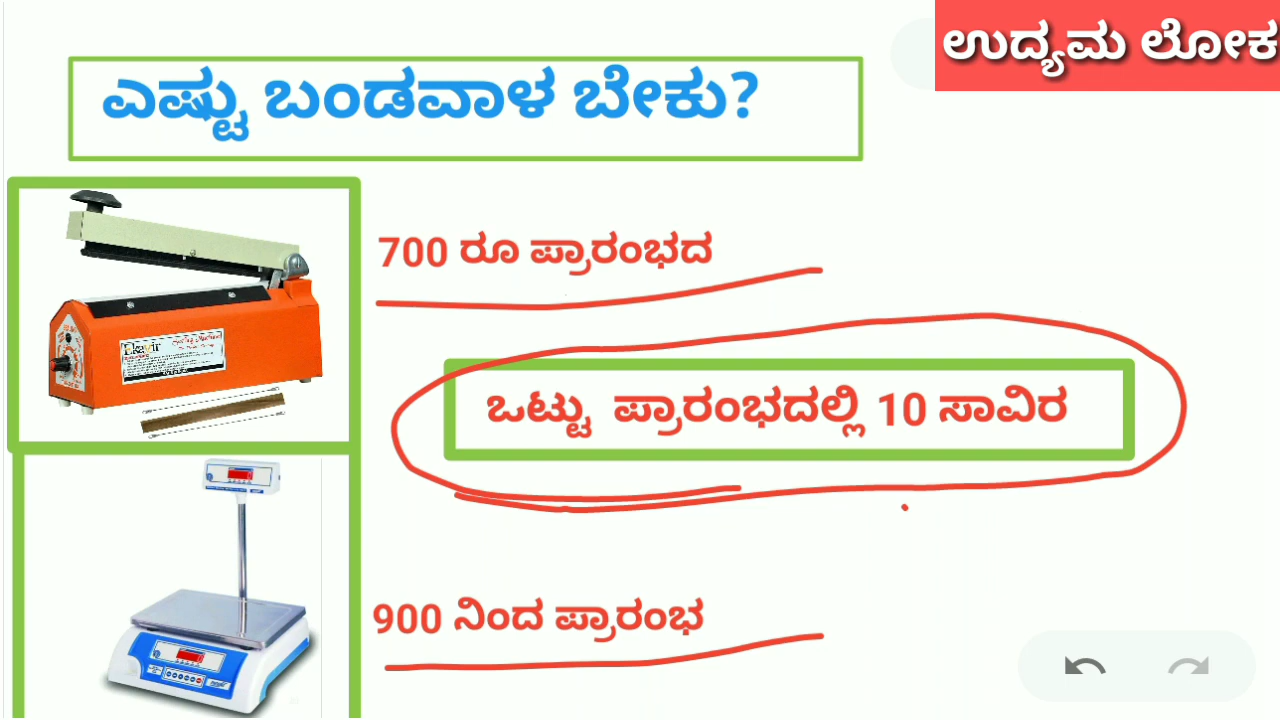 ಉದ್ಯಮ ಲೋಕ
ಎಷ್ಟು ಬಂಡವಾಳ ಬೇಕು?
700 ರೂ ಪ್ರಾರಂಭದ
ಒಟ್ಟು ಪ್ರಾರಂಭದಲ್ಲಿ 10 ಸಾವಿರ
900 ನಿಂದ ಪ್ರಾರಂಭ